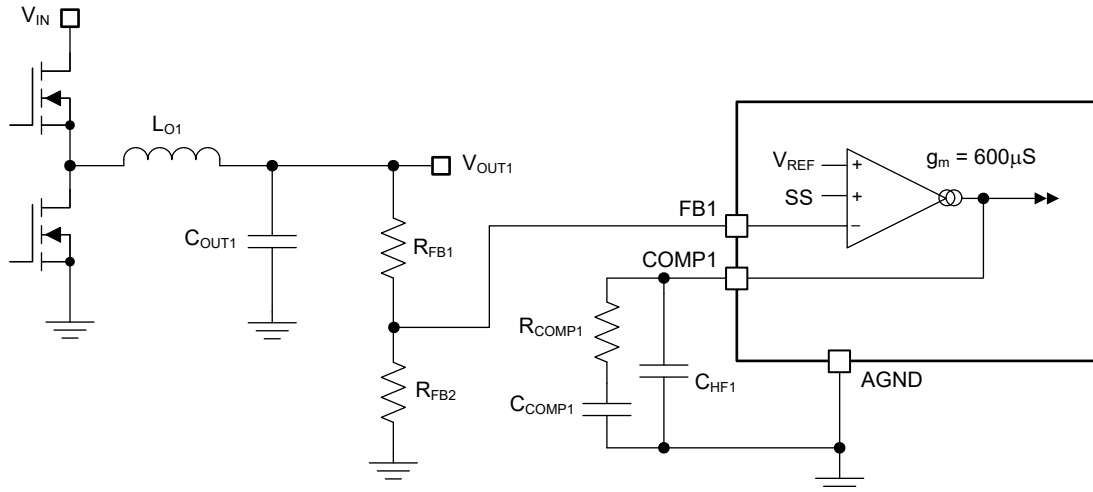 V_IN
L_O1
V_OUT1
C_OUT1
R_FB1
R_FB2
FB1
COMP1
R_COMP1
C_COMP1
C_HF1
V_REF
SS
+
+
−
g_m = 600µS
AGND